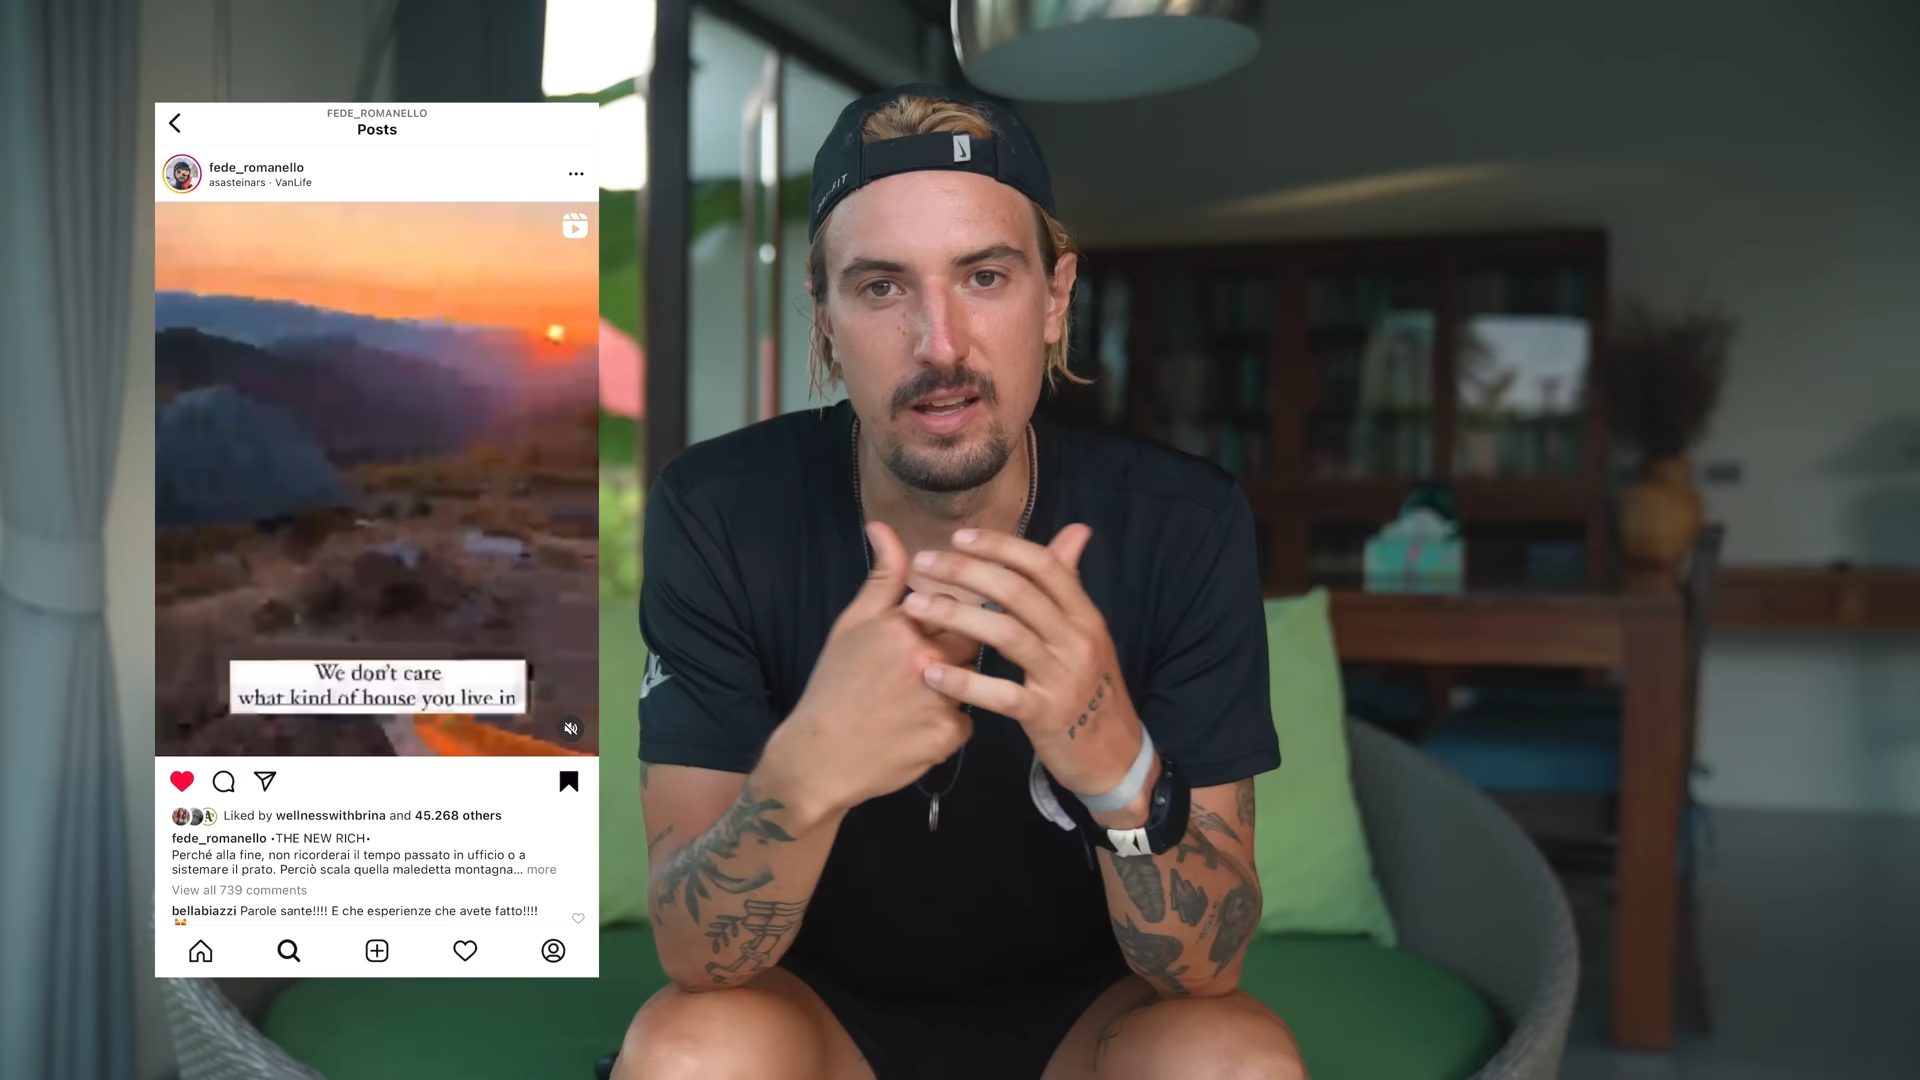 FEDE_ROMANELLO
Posts
fede_romanello
asasteinars · VanLife
We don't care
what kind of house you live in
Liked by wellnesswithbrina and 45.268 others
fede_romanello •THE NEW RICH•
Perché alla fine, non ricorderai il tempo passato in ufficio o a
sistemare il prato. Perciò scala quella maledetta montagna... more
View all 739 comments
bellabiazzi Parole sante!!!! E che esperienze che avete fatto!!!!
DRI-FIT
FOCUS